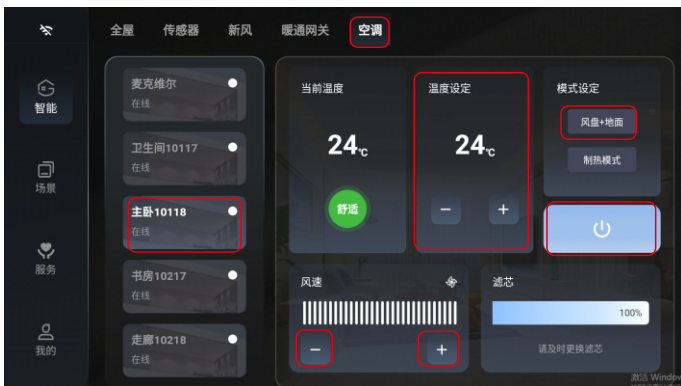 全屋 传感器 新风 暖通网关 空调
智能
场景
服务
我的
麦克维尔
在线
卫生间10117
在线
主卧10118
在线
书房10217
在线
走廊10218
在线
当前温度
24℃
舒适
温度设定
24℃
− +
模式设定
风盘+地面
制热模式
风速
− +
滤芯
100%
请及时更换滤芯
激活 Window